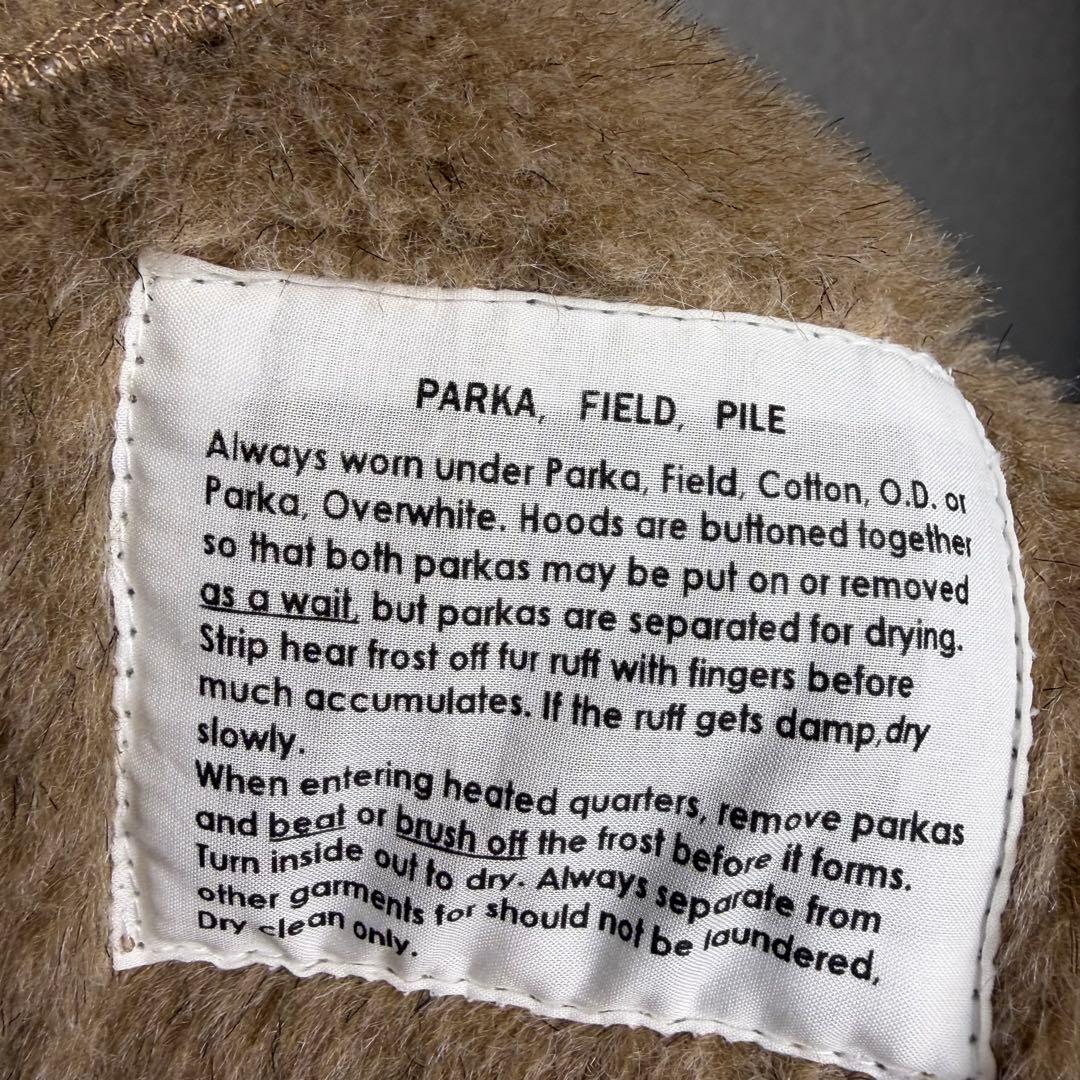 PARKA, FIELD, PILE
Always worn under Parka, Field, Cotton, O.D. or
Parka, Overwhite. Hoods are buttoned together
so that both parkas may be put on or removed
as a wait, but parkas are separated for drying.
Strip hear frost off fur ruff with fingers before
much accumulates. If the ruff gets damp,dry
slowly.
When entering heated quarters, remove parkas
and beat or brush off the frost before it forms.
Turn inside out to dry. Always separate from
other garments for should not be laundered,
Dry clean only.